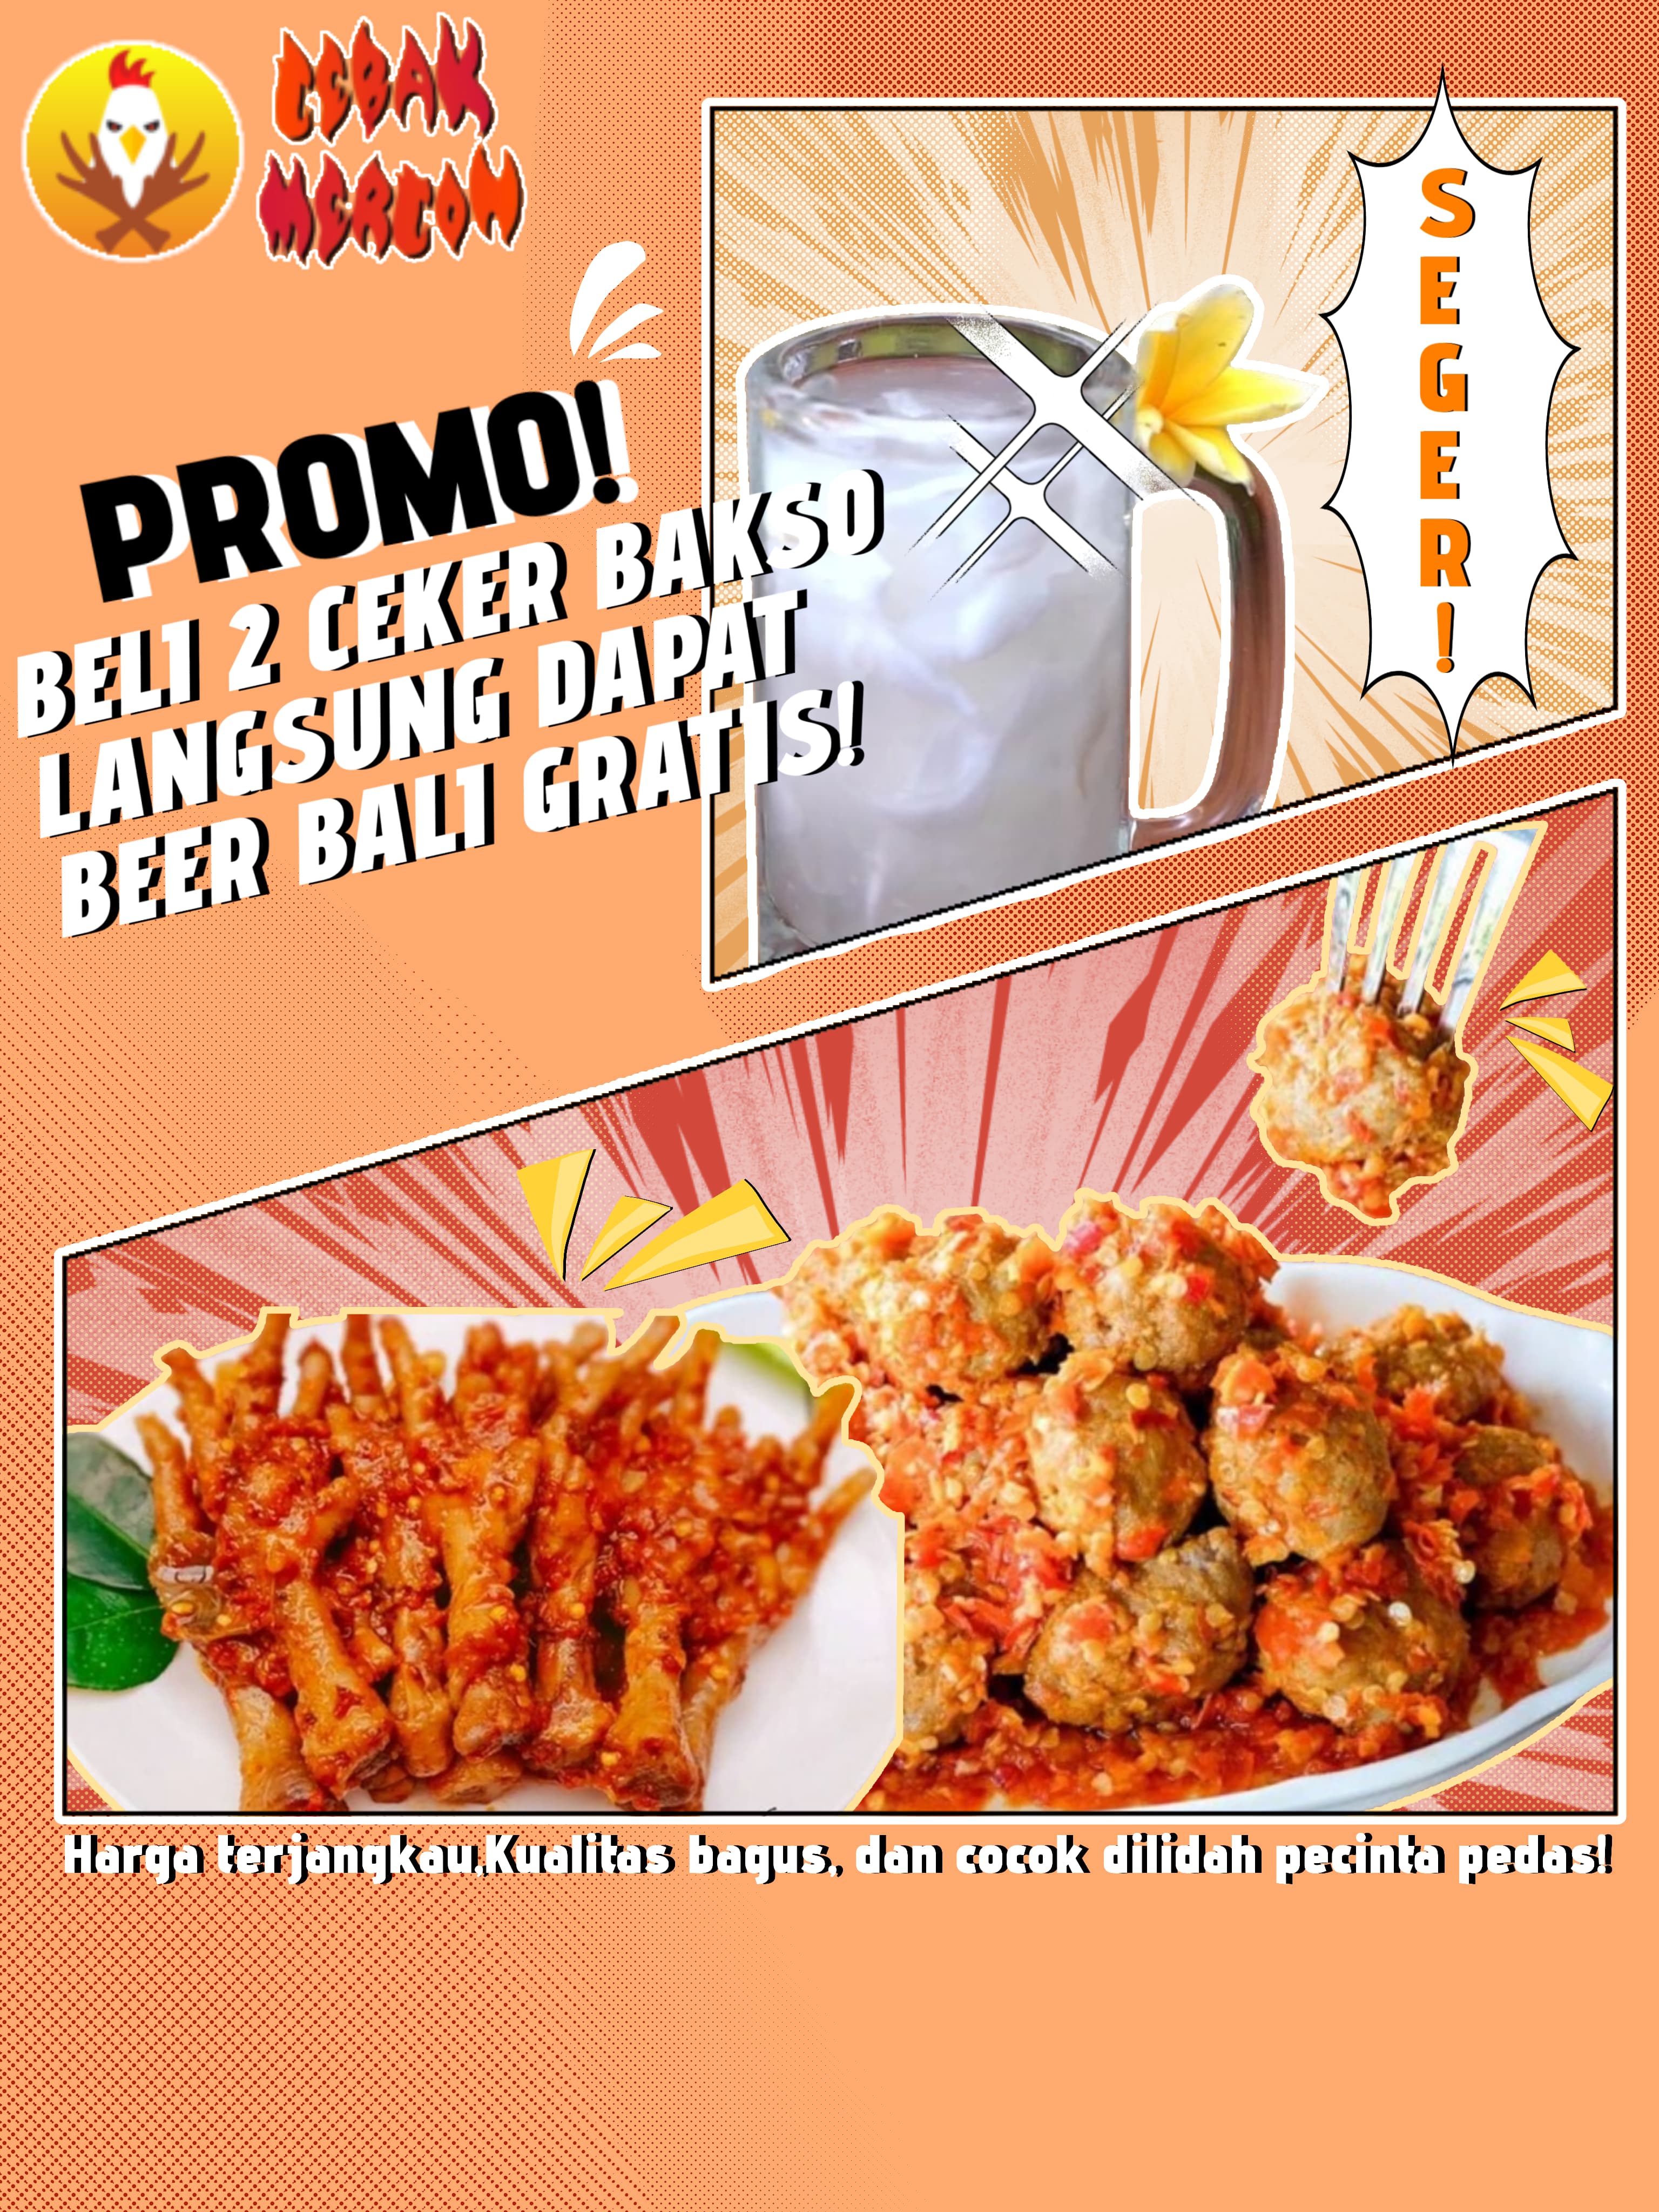 CEBAK
MERCON
SEGER!
PROMO!
BELI 2 CEKER BAKSO
LANGSUNG DAPAT
BEER BALI GRATIS!
Harga terjangkau,Kualitas bagus, dan cocok dilidah pecinta pedas!